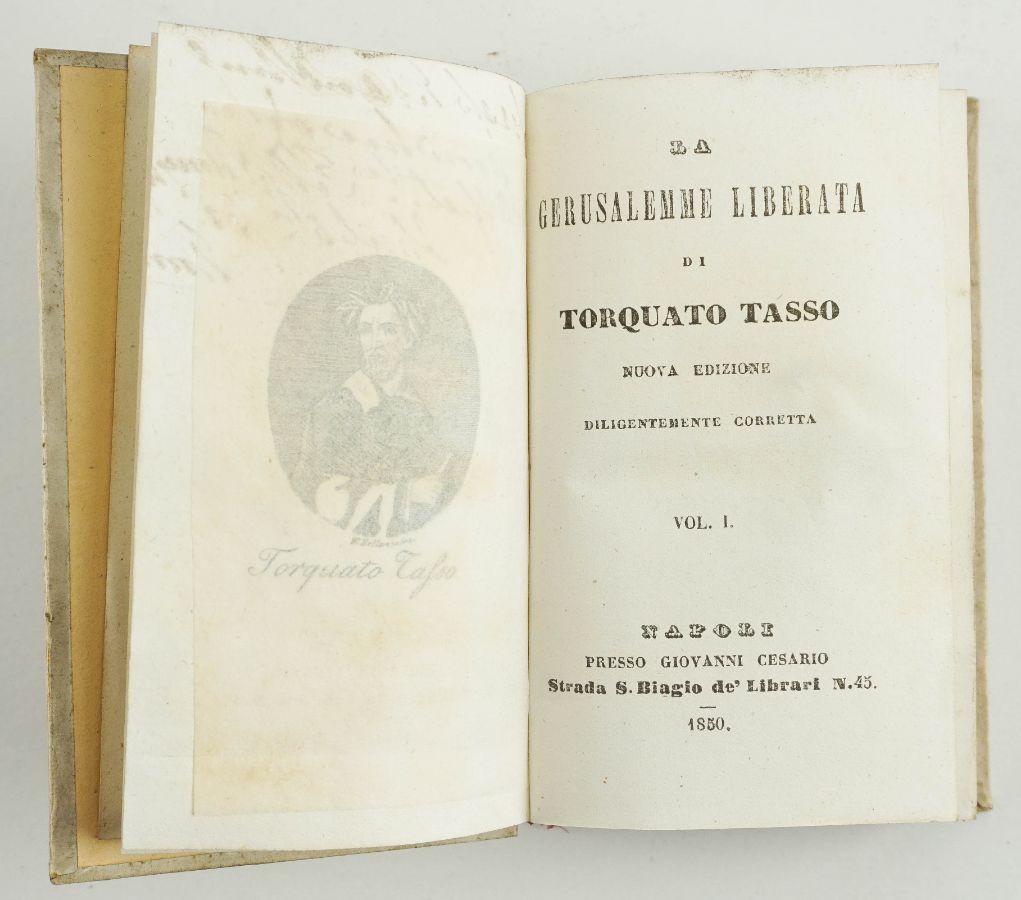 Torquato Tasso
LA
GERUSALEMME LIBERATA
DI
TORQUATO TASSO
NUOVA EDIZIONE
DILIGENTEMENTE CORRETTA
VOL. I.
NAPOLI
PRESSO GIOVANNI CESARIO
Strada S. Biagio de' Librari N.45.
1850.